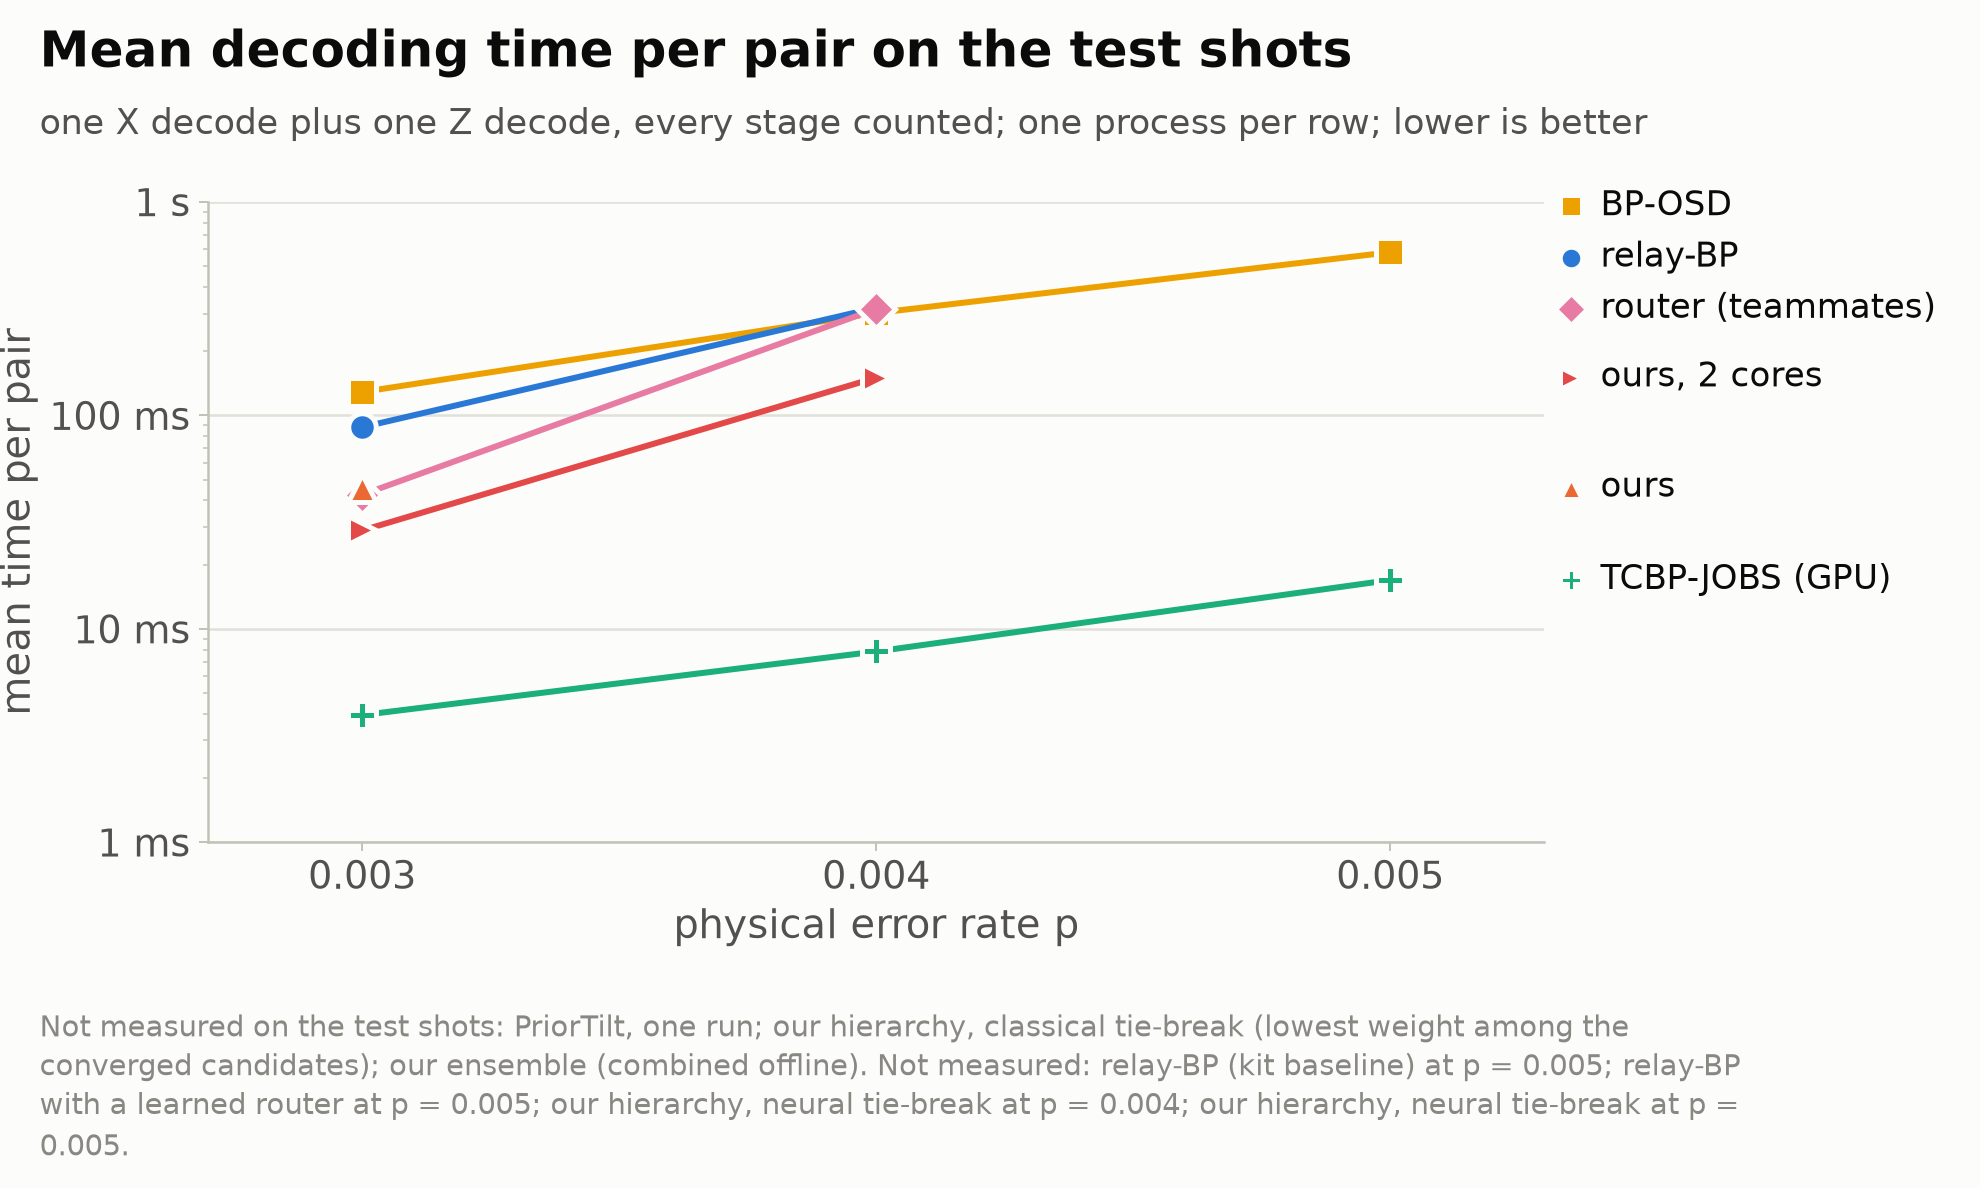 Mean decoding time per pair on the test shots
one X decode plus one Z decode, every stage counted; one process per row; lower is better
mean time per pair
1 s
100 ms
10 ms
1 ms
0.003
0.004
0.005
physical error rate p
BP-OSD
relay-BP
router (teammates)
ours, 2 cores
ours
TCBP-JOBS (GPU)
Not measured on the test shots: PriorTilt, one run; our hierarchy, classical tie-break (lowest weight among the
converged candidates); our ensemble (combined offline). Not measured: relay-BP (kit baseline) at p = 0.005; relay-BP
with a learned router at p = 0.005; our hierarchy, neural tie-break at p = 0.004; our hierarchy, neural tie-break at p =
0.005.